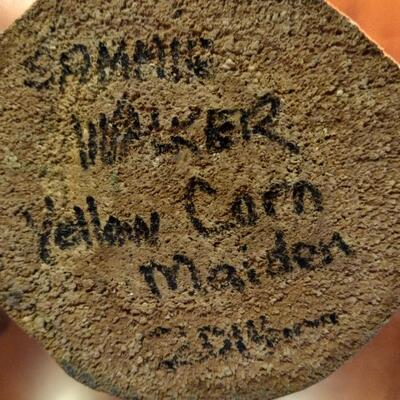 SAMMIE
WALKER
Yellow Corn
Maiden